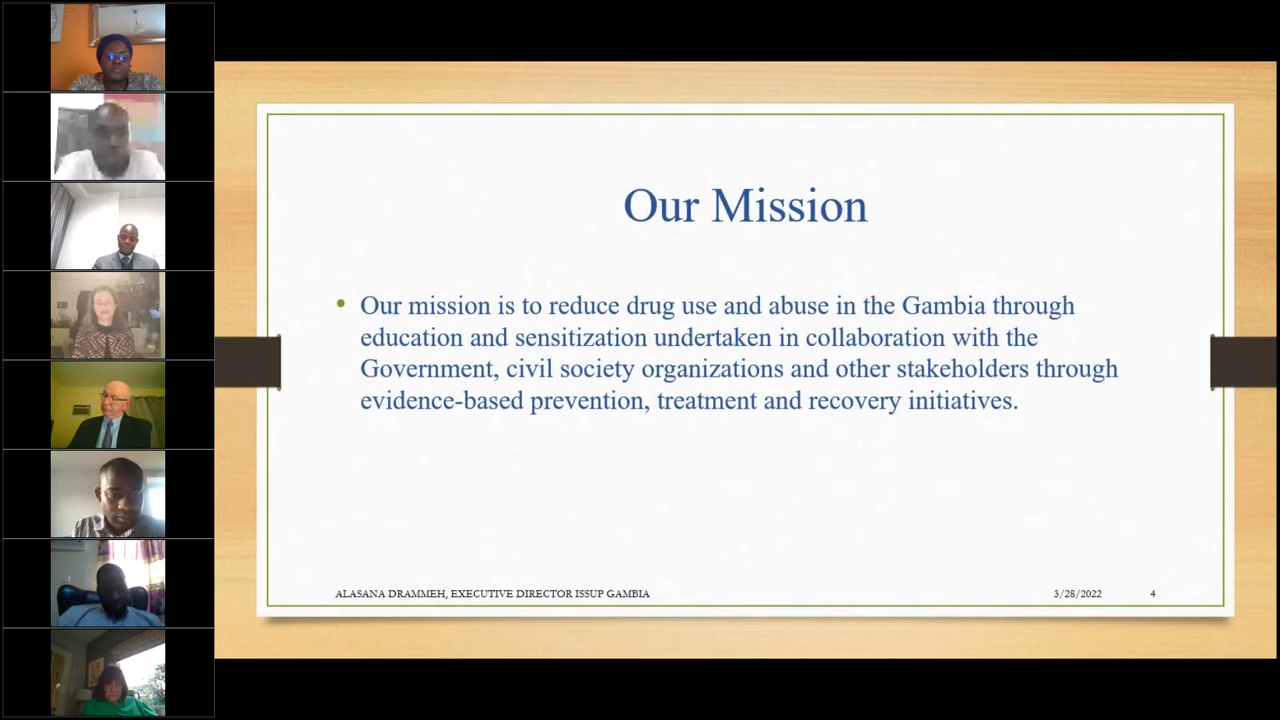 Our Mission
• Our mission is to reduce drug use and abuse in the Gambia through
education and sensitization undertaken in collaboration with the
Government, civil society organizations and other stakeholders through
evidence-based prevention, treatment and recovery initiatives.
ALASANA DRAMMEH, EXECUTIVE DIRECTOR ISSUP GAMBIA 3/28/2022 4